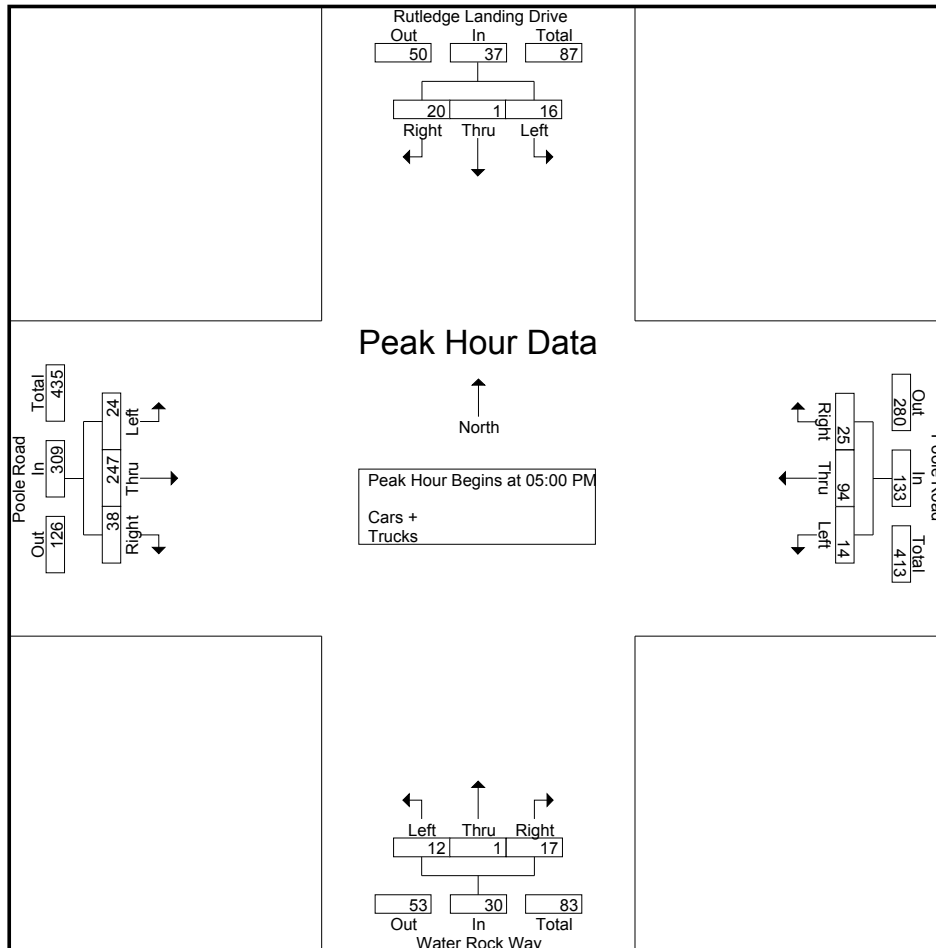 Rutledge Landing Drive
Out In Total
50 37 87
20 1 16
Right Thru Left
Peak Hour Data
North
Peak Hour Begins at 05:00 PM
Cars +
Trucks
Poole Road
Total In Out
435 309 126
24 247 38
Left Thru Right
Poole Road
Out In Total
280 133 413
25 94 14
Right Thru Left
Left Thru Right
12 1 17
53 30 83
Out In Total
Water Rock Way